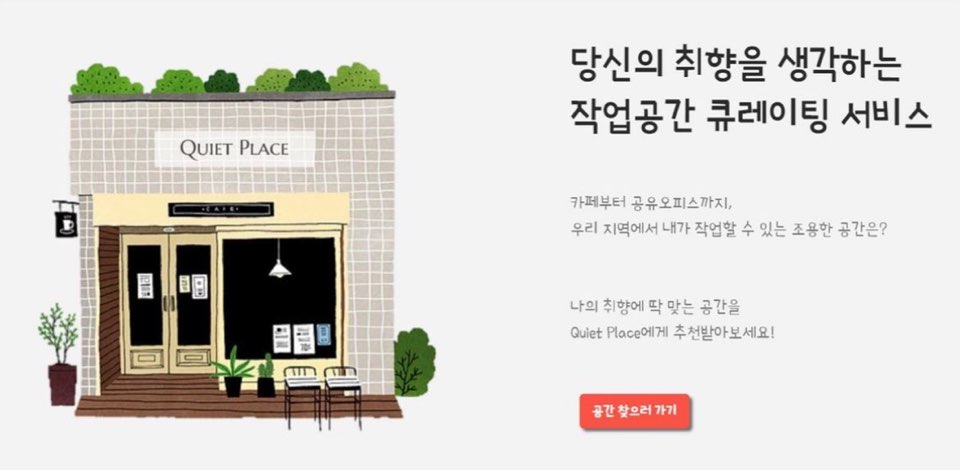 QUIET PLACE
CAFE
당신의 취향을 생각하는
작업공간 큐레이팅 서비스
카페부터 공유오피스까지,
우리 지역에서 내가 작업할 수 있는 조용한 공간은?
나의 취향에 딱 맞는 공간을
Quiet Place에게 추천받아보세요!
공간 찾으러 가기